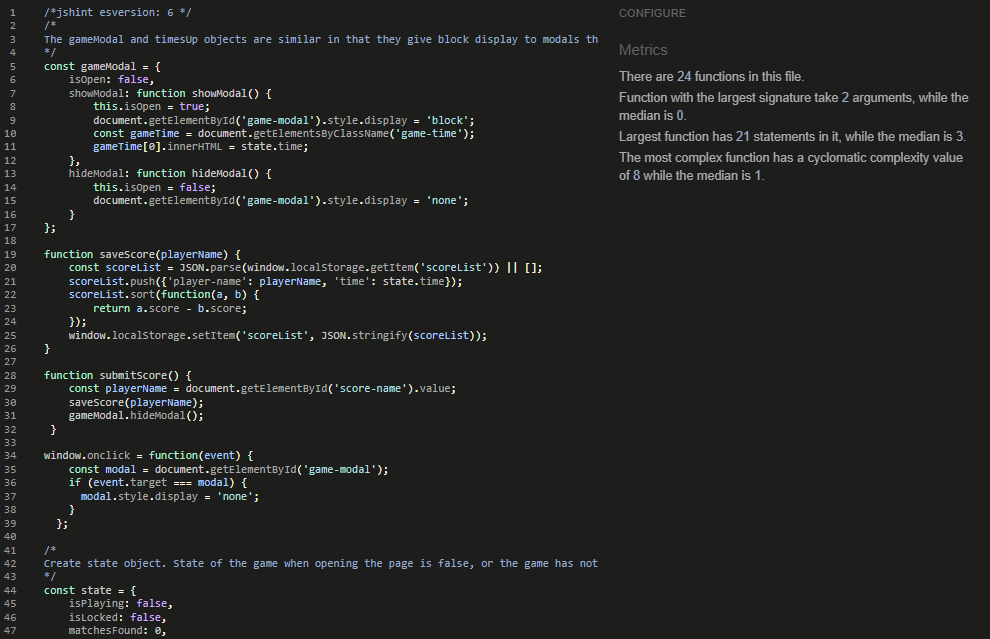 1 /*jshint esversion: 6 */
2 /*
3 The gameModal and timesUp objects are similar in that they give block display to modals th
4 */
5 const gameModal = {
6     isOpen: false,
7     showModal: function showModal() {
8         this.isOpen = true;
9         document.getElementById('game-modal').style.display = 'block';
10         const gameTime = document.getElementsByClassName('game-time');
11         gameTime[0].innerHTML = state.time;
12     },
13     hideModal: function hideModal() {
14         this.isOpen = false;
15         document.getElementById('game-modal').style.display = 'none';
16     }
17 };
18
19 function saveScore(playerName) {
20     const scoreList = JSON.parse(window.localStorage.getItem('scoreList')) || [];
21     scoreList.push({'player-name': playerName, 'time': state.time});
22     scoreList.sort(function(a, b) {
23         return a.score - b.score;
24     });
25     window.localStorage.setItem('scoreList', JSON.stringify(scoreList));
26 }
27
28 function submitScore() {
29     const playerName = document.getElementById('score-name').value;
30     saveScore(playerName);
31     gameModal.hideModal();
32  }
33
34 window.onclick = function(event) {
35     const modal = document.getElementById('game-modal');
36     if (event.target === modal) {
37       modal.style.display = 'none';
38     }
39   };
40
41 /*
42 Create state object. State of the game when opening the page is false, or the game has not
43 */
44 const state = {
45     isPlaying: false,
46     isLocked: false,
47     matchesFound: 0,
CONFIGURE
Metrics
There are 24 functions in this file.
Function with the largest signature take 2 arguments, while the
median is 0.
Largest function has 21 statements in it, while the median is 3.
The most complex function has a cyclomatic complexity value
of 8 while the median is 1.